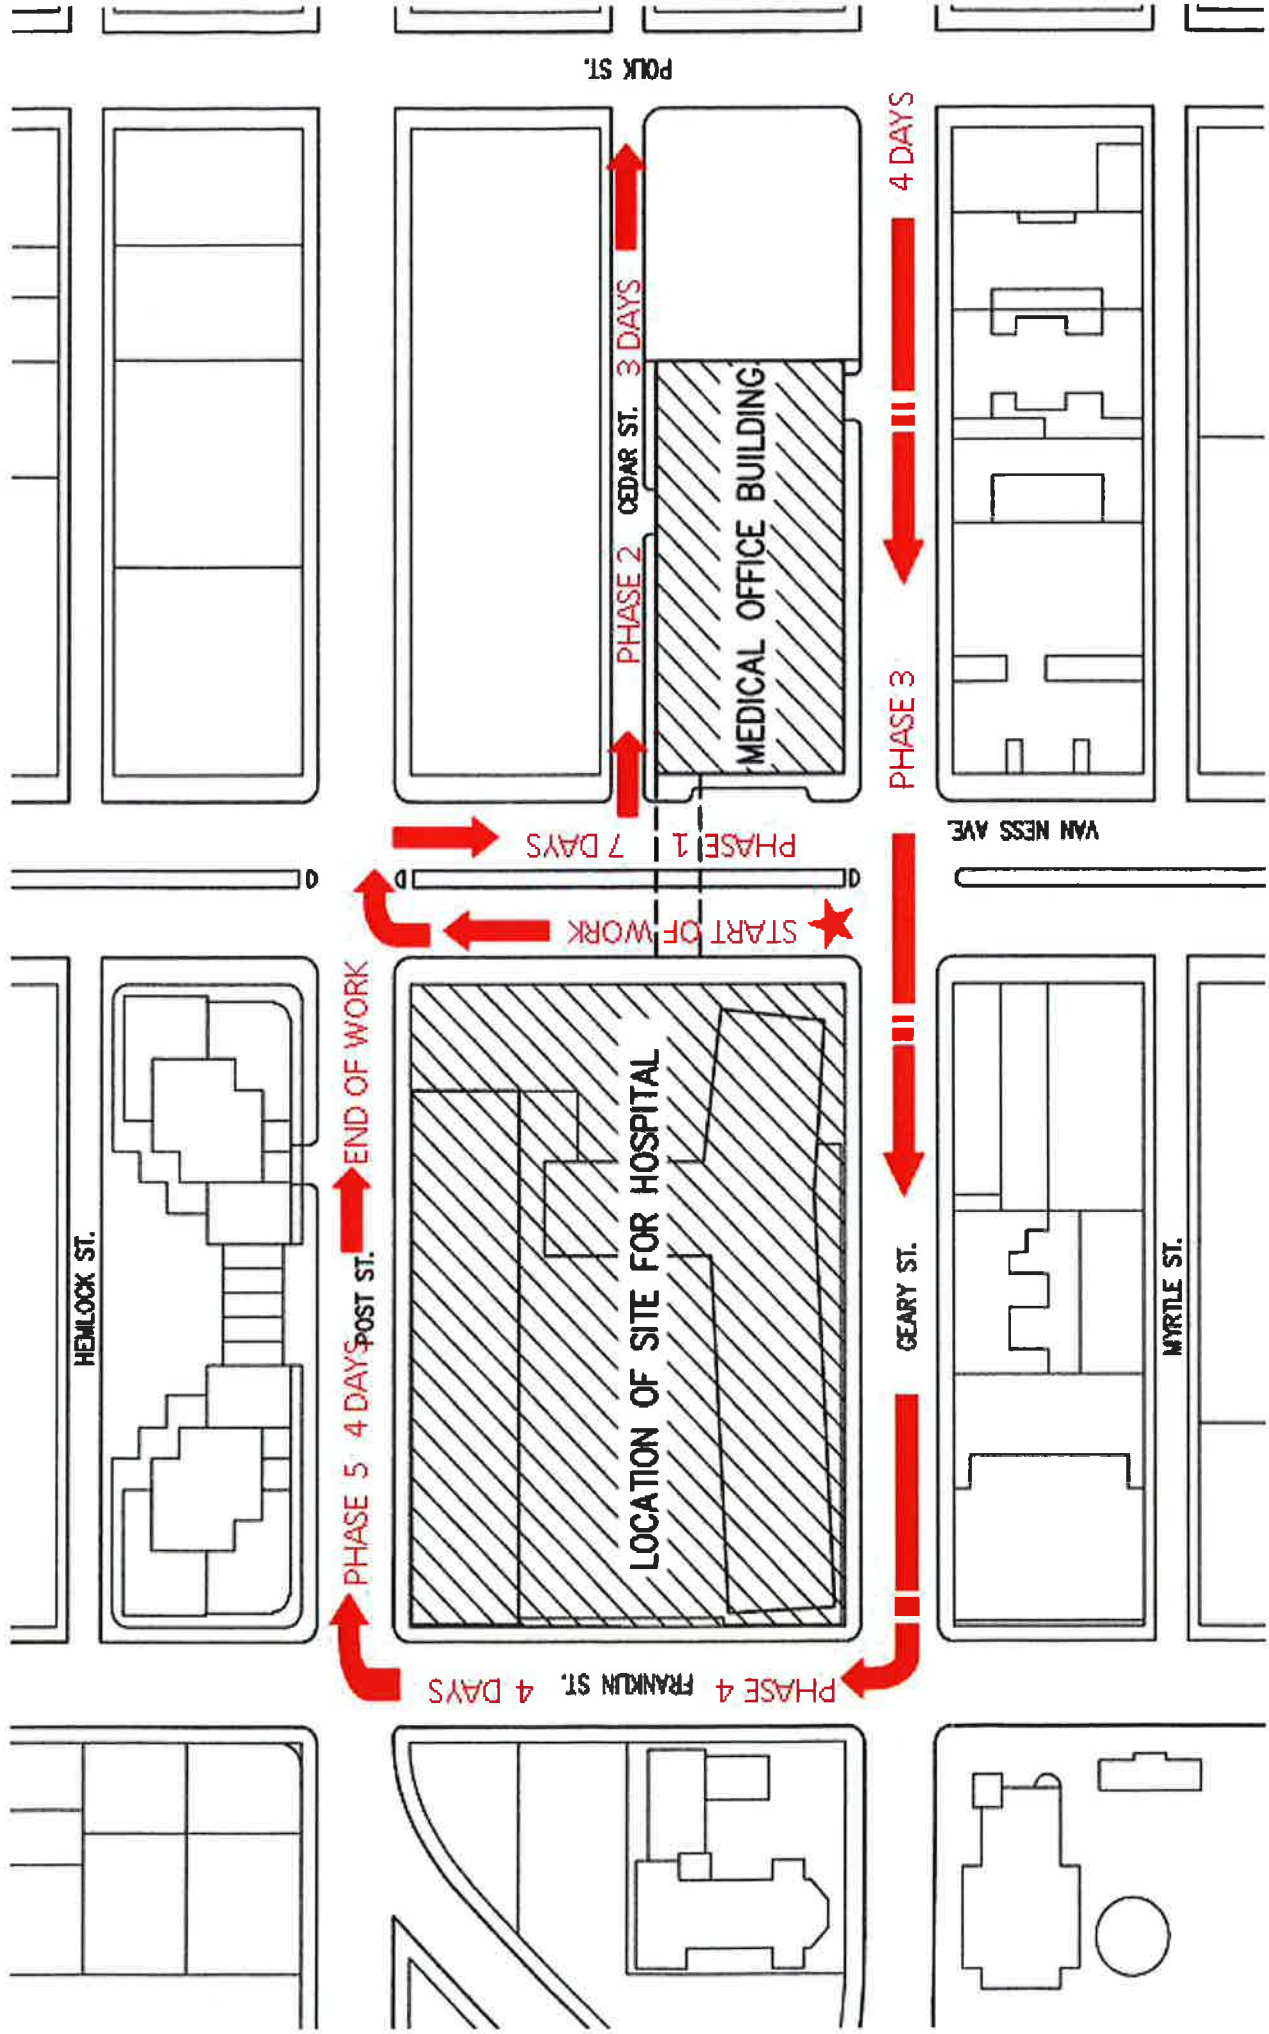 POLK ST.
4 DAYS
3 DAYS
CEDAR ST.
PHASE 2
MEDICAL OFFICE BUILDING
PHASE 3
VAN NESS AVE.
PHASE 1 7 DAYS
START OF WORK
END OF WORK
HEMLOCK ST.
POST ST.
PHASE 5 4 DAYS
LOCATION OF SITE FOR HOSPITAL
GEARY ST.
MYRTLE ST.
PHASE 4
FRANKLIN ST.
4 DAYS